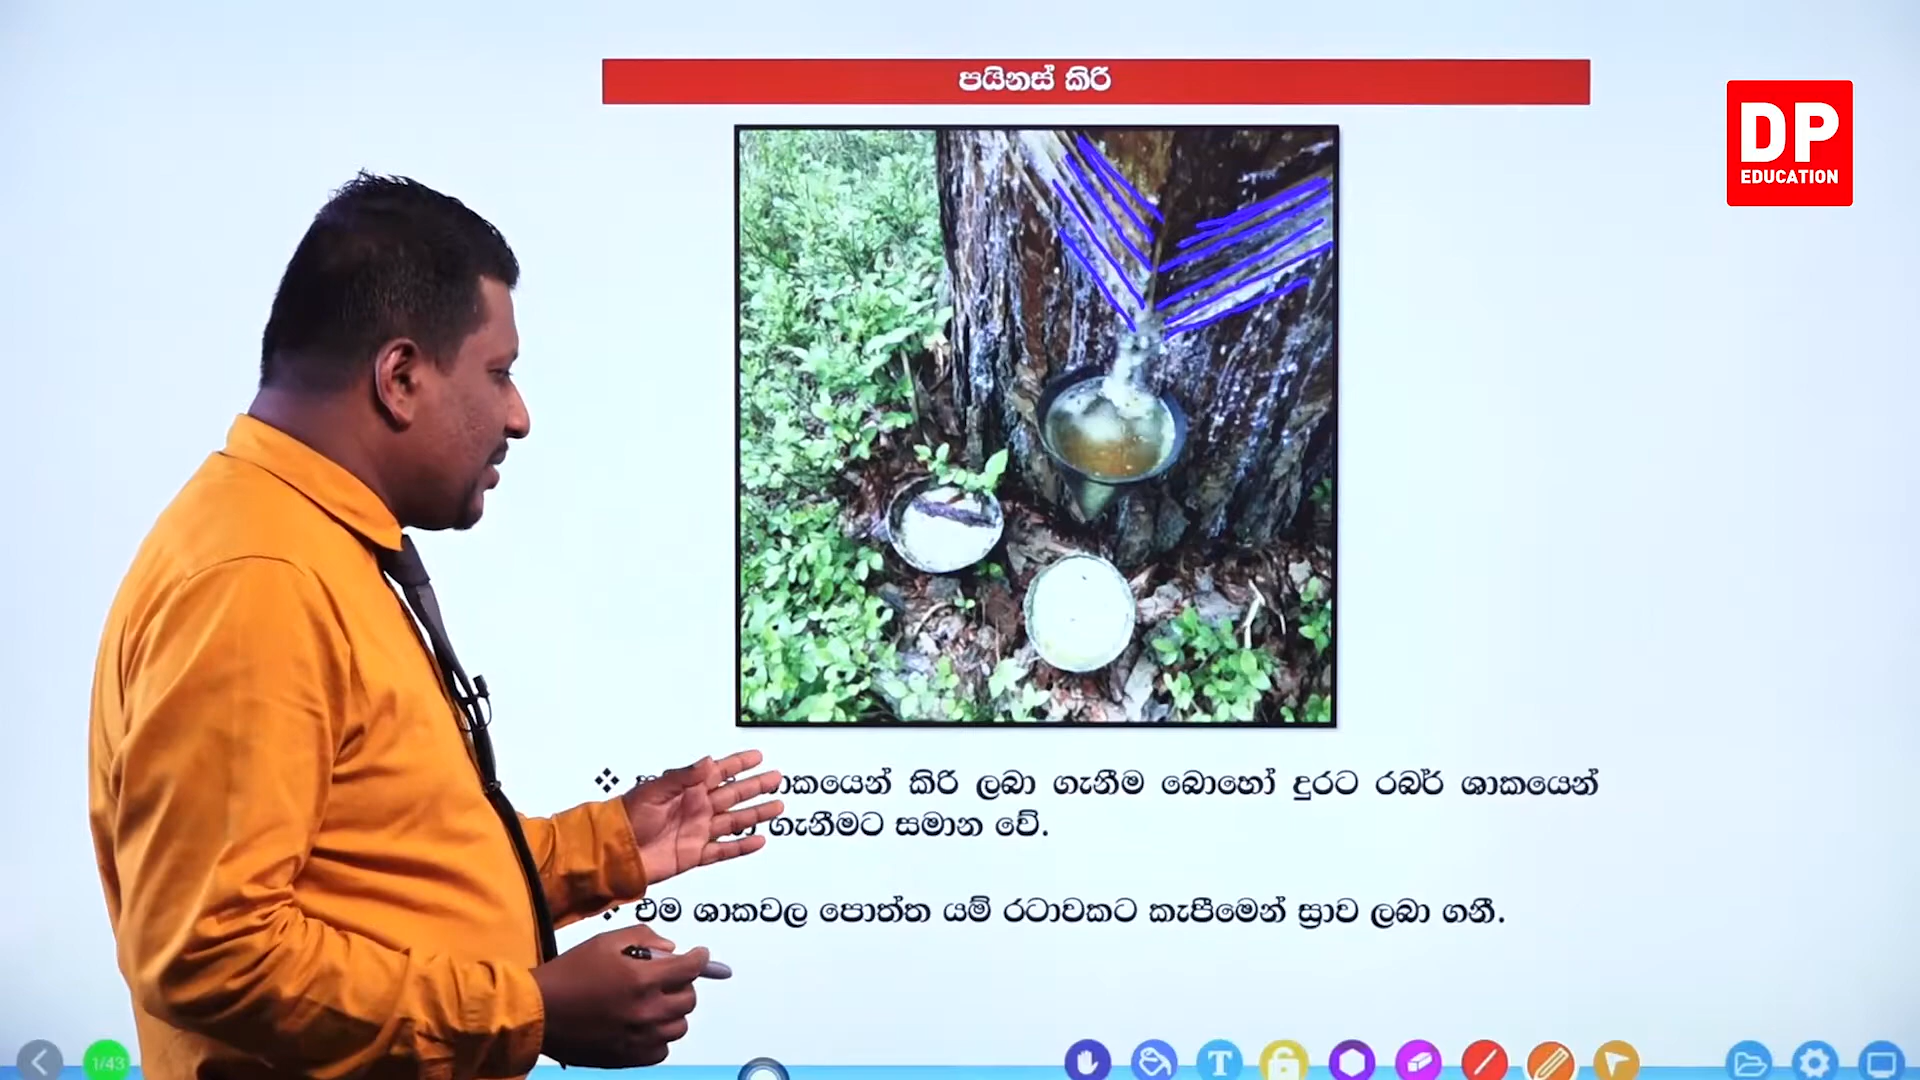 පයිනස් කිරි
DP
EDUCATION
ශාකයෙන් කිරි ලබා ගැනීම බොහෝ දුරට රබර් ශාකයෙන්
ගැනීමට සමාන වේ.
එම ශාකවල පොත්ත යම් රටාවකට කැපීමෙන් ස්‍රාව ලබා ගනී.
1/43
T